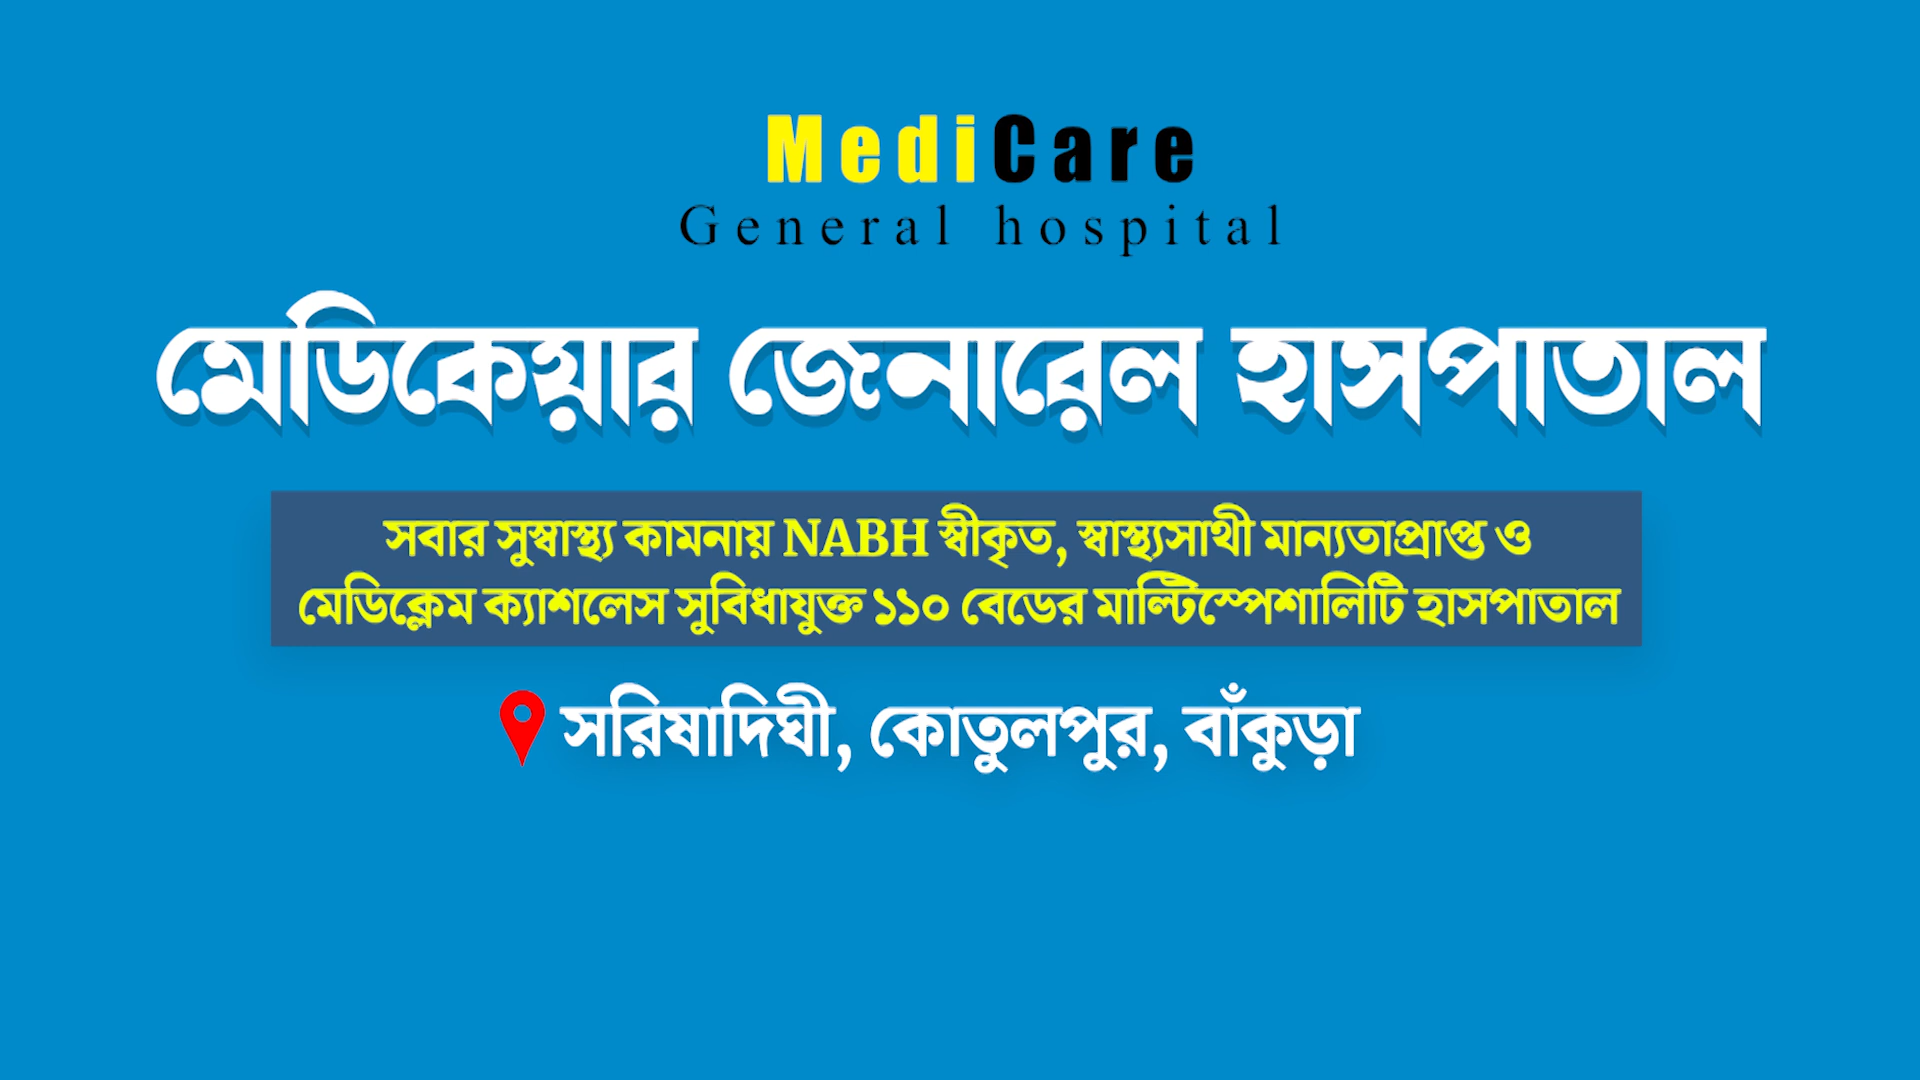 MediCare
General hospital
মেডিকেয়ার জেনারেল হাসপাতাল
সবার সুস্বাস্থ্য কামনায় NABH স্বীকৃত, স্বাস্থ্যসাথী মান্যতাপ্রাপ্ত ও
মেডিক্লেম ক্যাশলেস সুবিধাযুক্ত ১১০ বেডের মাল্টিস্পেশালিটি হাসপাতাল
সরিষাদিঘী, কোতুলপুর, বাঁকুড়া